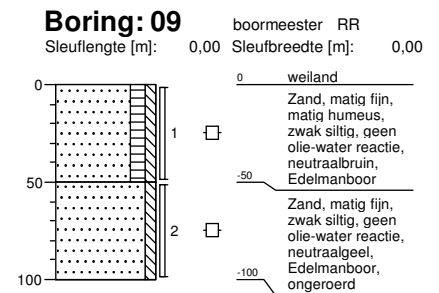 Boring: 09 boormeester RR
Sleuflengte [m]: 0,00 Sleufbreedte [m]: 0,00
0 0 weiland
Zand, matig fijn,
matig humeus,
1 zwak siltig, geen
olie-water reactie,
neutraalbruin,
50 -50 Edelmanboor
Zand, matig fijn,
zwak siltig, geen
2 olie-water reactie,
neutraalgeel,
-100 Edelmanboor,
100 ongeroerd